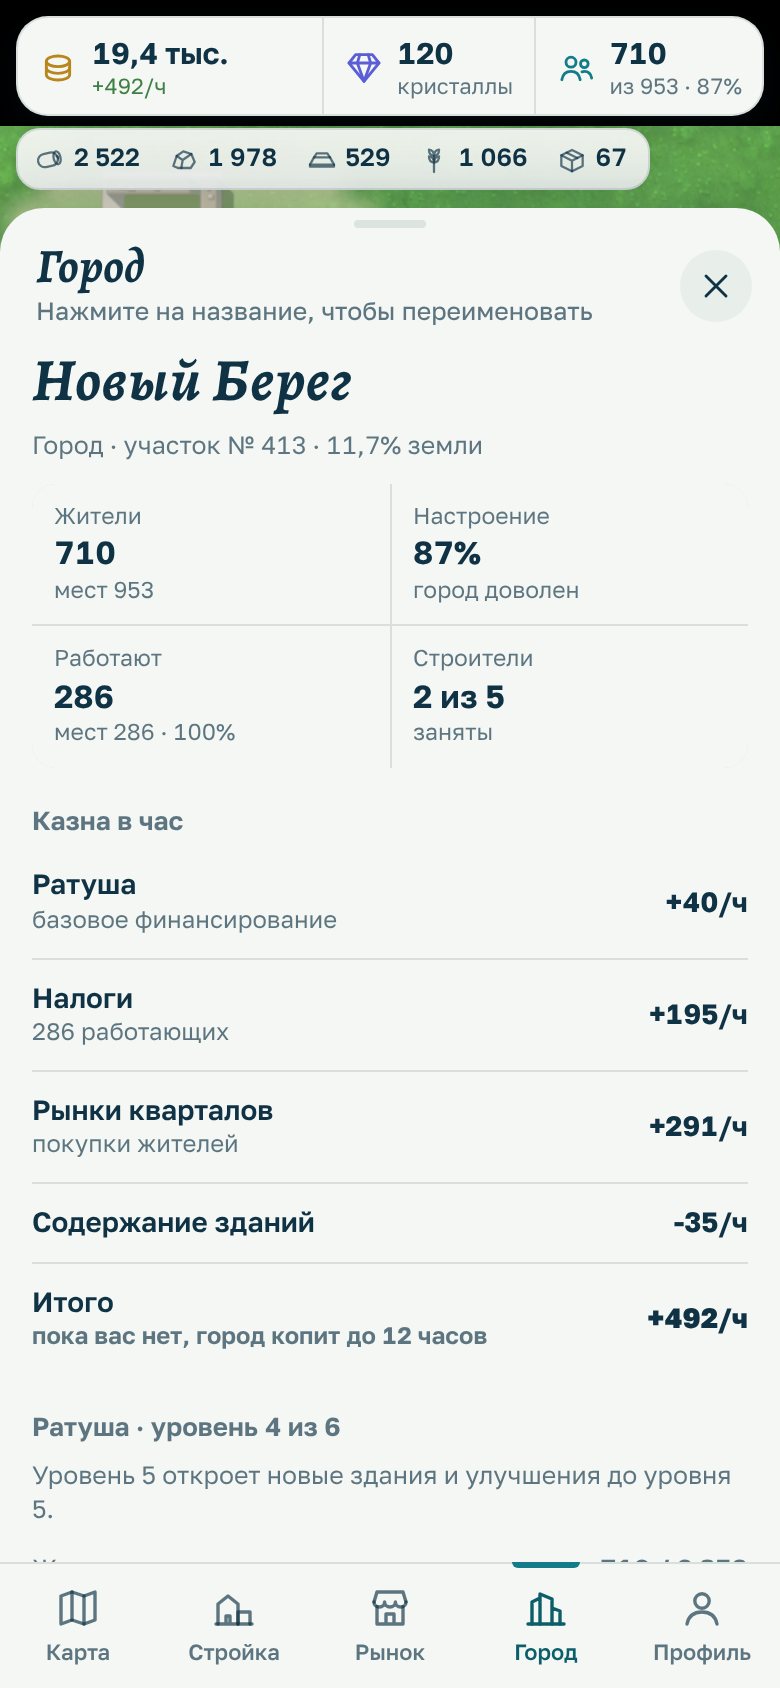 19,4 тыс.
+492/ч
120
кристаллы
710
из 953 · 87%
2 522
1 978
529
1 066
67
Город
Нажмите на название, чтобы переименовать
Новый Берег
Город · участок № 413 · 11,7% земли
Жители
710
мест 953
Настроение
87%
город доволен
Работают
286
мест 286 · 100%
Строители
2 из 5
заняты
Казна в час
Ратуша
базовое финансирование
+40/ч
Налоги
286 работающих
+195/ч
Рынки кварталов
покупки жителей
+291/ч
Содержание зданий
-35/ч
Итого
пока вас нет, город копит до 12 часов
+492/ч
Ратуша · уровень 4 из 6
Уровень 5 откроет новые здания и улучшения до уровня
5.
Карта
Стройка
Рынок
Город
Профиль